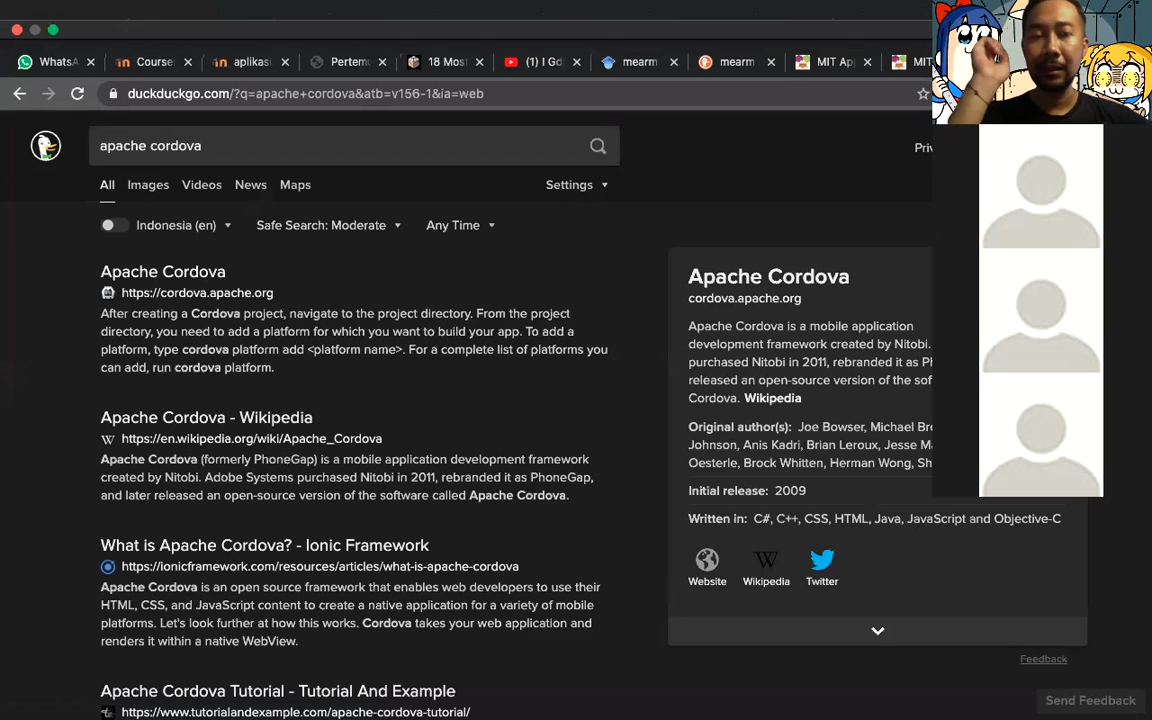 WhatsA
Course
aplikas
Pertem
18 Mos
(1) I Gd
mearm
mearm
MIT Ap
MIT
duckduckgo.com/?q=apache+cordova&atb=v156-1&ia=web
apache cordova
Priv
All Images Videos News Maps Settings
Indonesia (en) Safe Search: Moderate Any Time
Apache Cordova
https://cordova.apache.org
After creating a Cordova project, navigate to the project directory. From the project
directory, you need to add a platform for which you want to build your app. To add a
platform, type cordova platform add <platform name>. For a complete list of platforms you
can add, run cordova platform.
Apache Cordova - Wikipedia
https://en.wikipedia.org/wiki/Apache_Cordova
Apache Cordova (formerly PhoneGap) is a mobile application development framework
created by Nitobi. Adobe Systems purchased Nitobi in 2011, rebranded it as PhoneGap,
and later released an open-source version of the software called Apache Cordova.
What is Apache Cordova? - Ionic Framework
https://ionicframework.com/resources/articles/what-is-apache-cordova
Apache Cordova is an open source framework that enables web developers to use their
HTML, CSS, and JavaScript content to create a native application for a variety of mobile
platforms. Let's look further at how this works. Cordova takes your web application and
renders it within a native WebView.
Apache Cordova Tutorial - Tutorial And Example
https://www.tutorialandexample.com/apache-cordova-tutorial/
Apache Cordova
cordova.apache.org
Apache Cordova is a mobile application
development framework created by Nitobi.
purchased Nitobi in 2011, rebranded it as Ph
released an open-source version of the sof
Cordova. Wikipedia
Original author(s): Joe Bowser, Michael Bro
Johnson, Anis Kadri, Brian Leroux, Jesse Ma
Oesterle, Brock Whitten, Herman Wong, Sh
Initial release: 2009
Written in: C#, C++, CSS, HTML, Java, JavaScript and Objective-C
Website Wikipedia Twitter
Feedback
Send Feedback